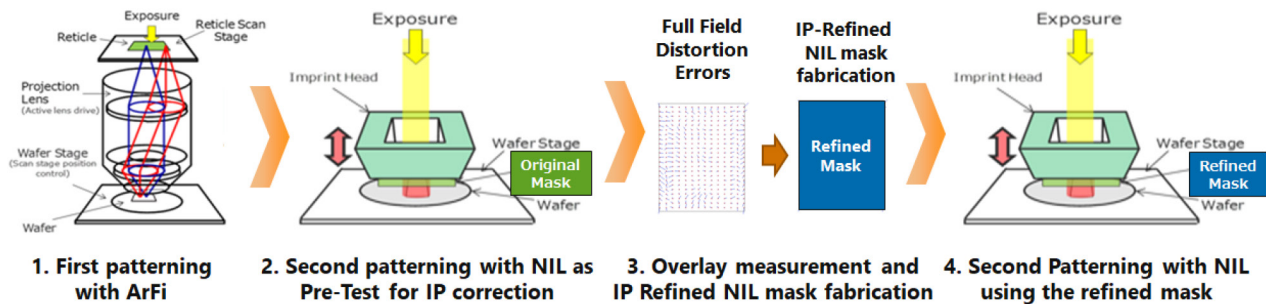 Exposure
Reticle
Reticle Scan
Stage
Projection
Lens
(Active lens drive)
Wafer Stage
(Scan stage position
control)
Wafer
1. First patterning
with ArFi
Exposure
Imprint Head
Wafer Stage
Original
Mask
Wafer
2. Second patterning with NIL as
Pre-Test for IP correction
Full Field
Distortion
Errors
IP-Refined
NIL mask
fabrication
Refined
Mask
3. Overlay measurement and
IP Refined NIL mask fabrication
Exposure
Imprint Head
Wafer Stage
Refined
Mask
Wafer
4. Second Patterning with NIL
using the refined mask